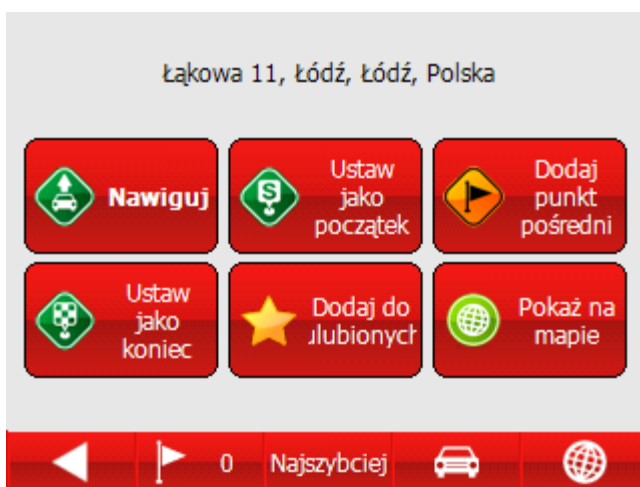 Łąkowa 11, Łódź, Łódź, Polska
Nawiguj
Ustaw
jako
początek
Dodaj
punkt
pośredni
Ustaw
jako
koniec
Dodaj do
ulubionych
Pokaż na
mapie
0 Najszybciej